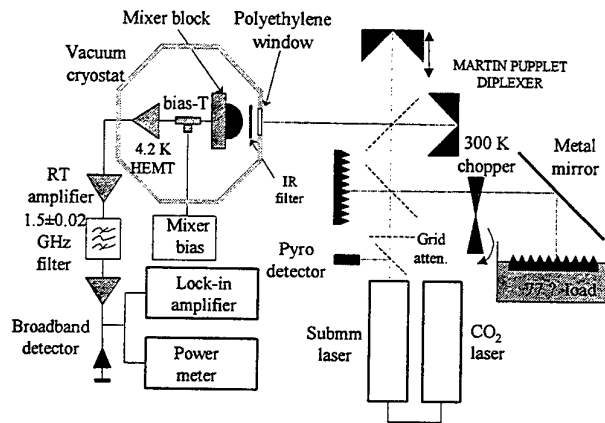 Mixer block
Polyethylene
window
Vacuum
cryostat
bias-T
MARTIN PUPPLET
DIPLEXER
4.2 K
HEMT
IR
filter
300 K
chopper
Metal
mirror
RT
amplifier
1.5±0.02
GHz
filter
Mixer
bias
Pyro
detector
Grid
atten.
load
Lock-in
amplifier
Broadband
detector
Power
meter
Submm
laser
CO2
laser